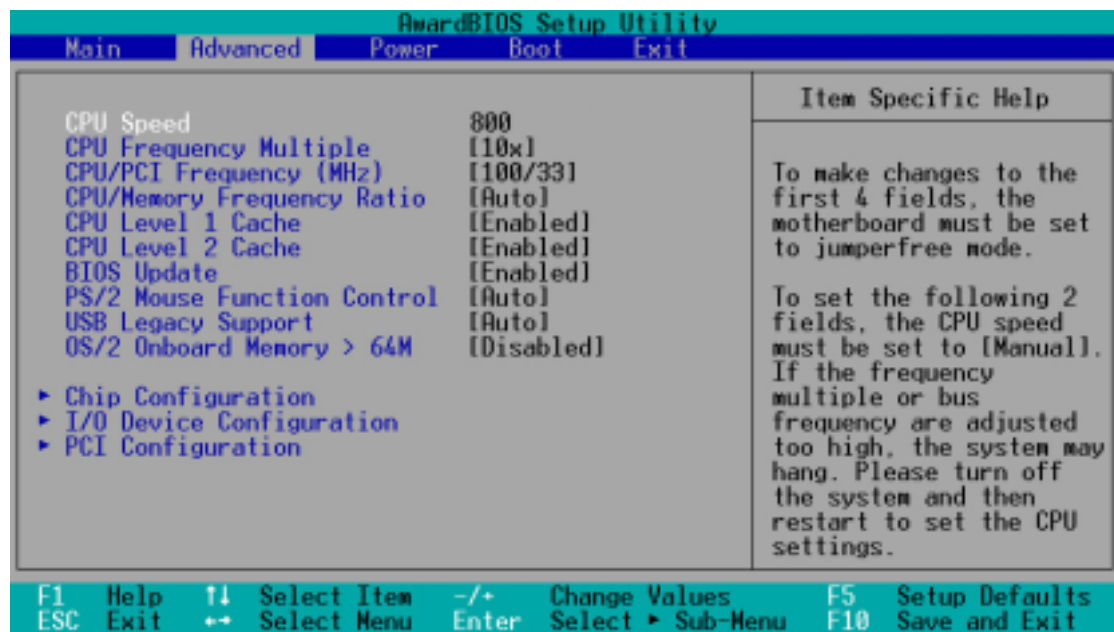 AwardBIOS Setup Utility
Main Advanced Power Boot Exit
CPU Speed 800
CPU Frequency Multiple [10x]
CPU/PCI Frequency (MHz) [100/33]
CPU/Memory Frequency Ratio [Auto]
CPU Level 1 Cache [Enabled]
CPU Level 2 Cache [Enabled]
BIOS Update [Enabled]
PS/2 Mouse Function Control [Auto]
USB Legacy Support [Auto]
OS/2 Onboard Memory > 64M [Disabled]
▸ Chip Configuration
▸ I/O Device Configuration
▸ PCI Configuration
Item Specific Help
To make changes to the
first 4 fields, the
motherboard must be set
to jumperfree mode.
To set the following 2
fields, the CPU speed
must be set to [Manual].
If the frequency
multiple or bus
frequency are adjusted
too high, the system may
hang. Please turn off
the system and then
restart to set the CPU
settings.
F1 Help ↑↓ Select Item -/+ Change Values F5 Setup Defaults
ESC Exit ←→ Select Menu Enter Select ▸ Sub-Menu F10 Save and Exit